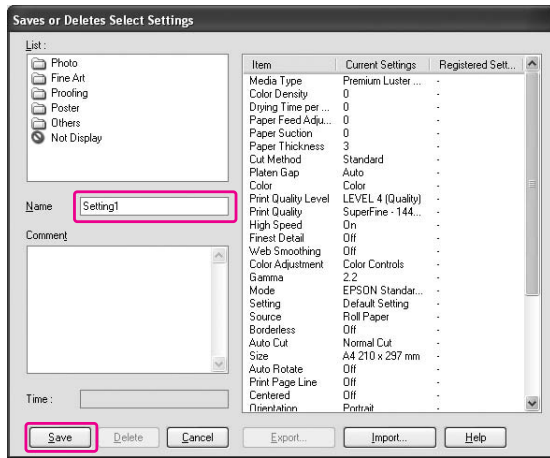 Saves or Deletes Select Settings
List :
Photo
Fine Art
Proofing
Poster
Others
Not Display
Name Setting1
Comment
Time :
Item Current Settings Registered Sett...
Media Type Premium Luster ... -
Color Density 0 -
Drying Time per ... 0 -
Paper Feed Adju... 0 -
Paper Suction 0 -
Paper Thickness 3 -
Cut Method Standard -
Platen Gap Auto -
Color Color -
Print Quality Level LEVEL 4 (Quality) -
Print Quality SuperFine - 144... -
High Speed On -
Finest Detail Off -
Web Smoothing Off -
Color Adjustment Color Controls -
Gamma 2.2 -
Mode EPSON Standar... -
Setting Default Setting -
Source Roll Paper -
Borderless Off -
Auto Cut Normal Cut -
Size A4 210 x 297 mm -
Auto Rotate Off -
Print Page Line Off -
Centered Off -
Orientation Portrait -
Save Delete Cancel Export... Import... Help